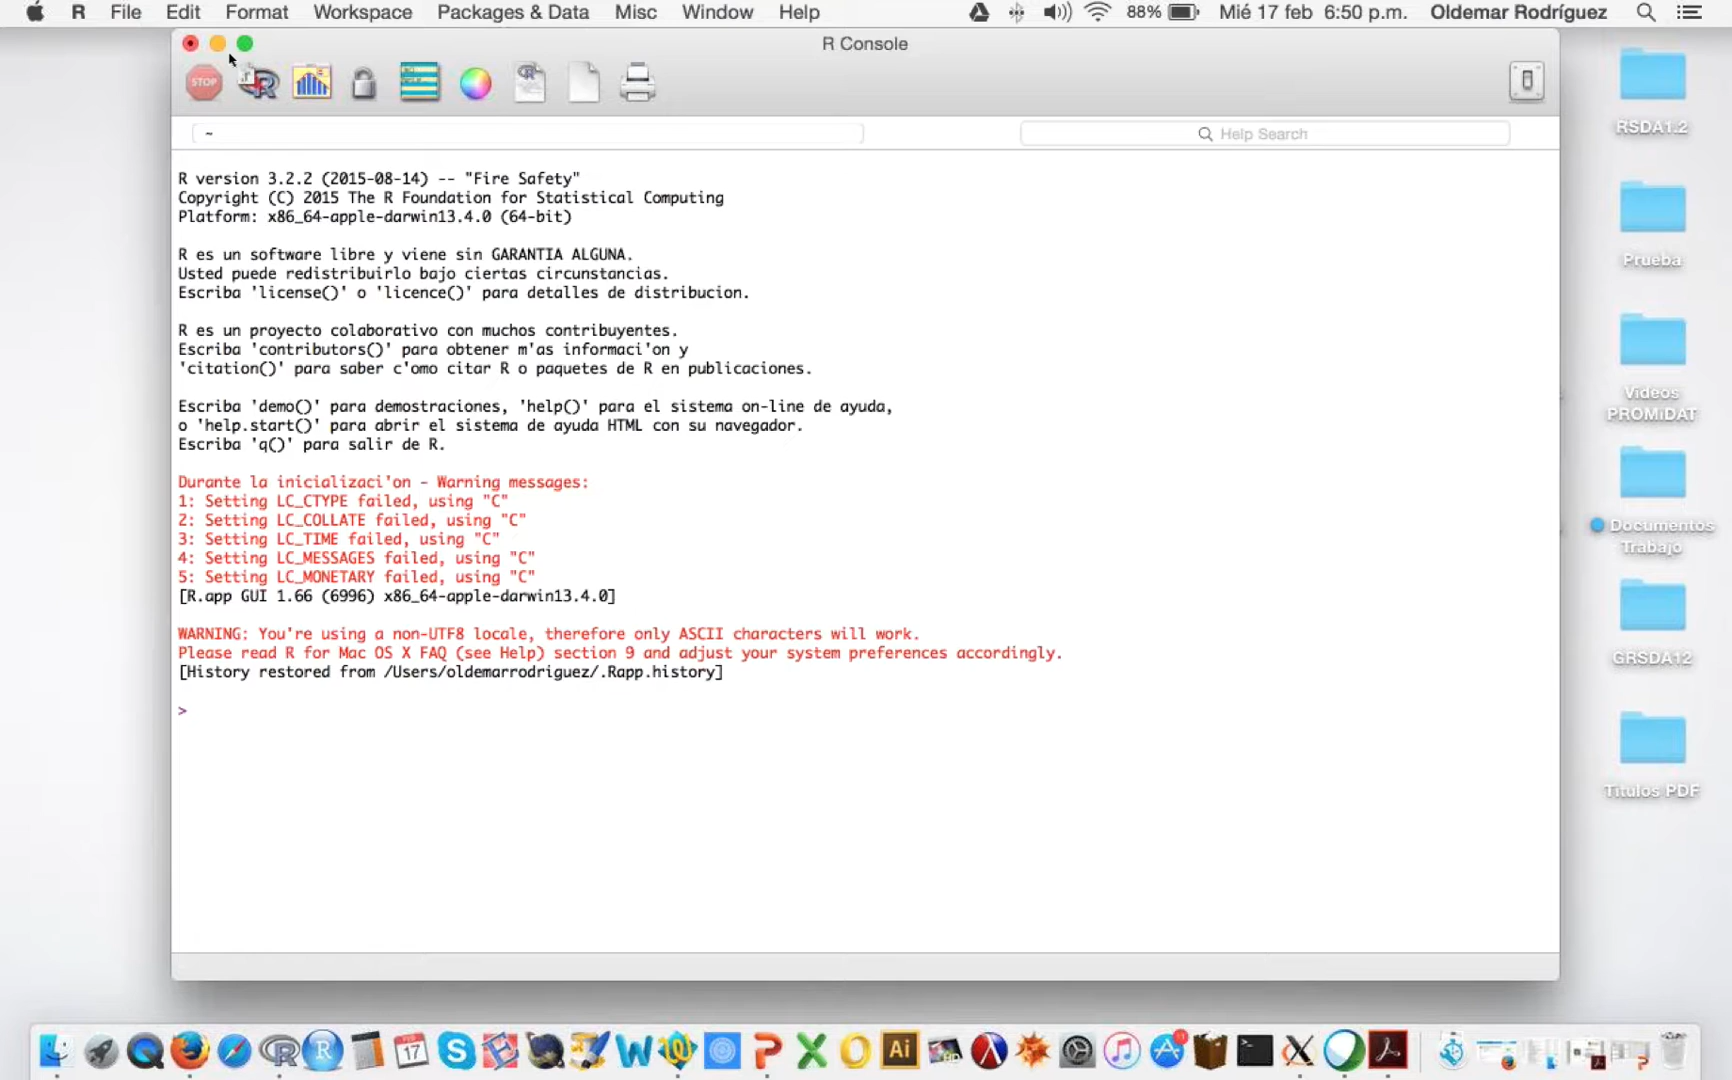 R File Edit Format Workspace Packages & Data Misc Window Help 88% Mié 17 feb 6:50 p.m. Oldemar Rodríguez
R Console
STOP
~
Help Search
R version 3.2.2 (2015-08-14) -- "Fire Safety"
Copyright (C) 2015 The R Foundation for Statistical Computing
Platform: x86_64-apple-darwin13.4.0 (64-bit)
R es un software libre y viene sin GARANTIA ALGUNA.
Usted puede redistribuirlo bajo ciertas circunstancias.
Escriba 'license()' o 'licence()' para detalles de distribucion.
R es un proyecto colaborativo con muchos contribuyentes.
Escriba 'contributors()' para obtener m'as informaci'on y
'citation()' para saber c'omo citar R o paquetes de R en publicaciones.
Escriba 'demo()' para demostraciones, 'help()' para el sistema on-line de ayuda,
o 'help.start()' para abrir el sistema de ayuda HTML con su navegador.
Escriba 'q()' para salir de R.
Durante la inicializaci'on - Warning messages:
1: Setting LC_CTYPE failed, using "C"
2: Setting LC_COLLATE failed, using "C"
3: Setting LC_TIME failed, using "C"
4: Setting LC_MESSAGES failed, using "C"
5: Setting LC_MONETARY failed, using "C"
[R.app GUI 1.66 (6996) x86_64-apple-darwin13.4.0]
WARNING: You're using a non-UTF8 locale, therefore only ASCII characters will work.
Please read R for Mac OS X FAQ (see Help) section 9 and adjust your system preferences accordingly.
[History restored from /Users/oldemarrodriguez/.Rapp.history]
>
RSDA1.2
Prueba
Videos
PROMiDAT
Documentos
Trabajo
GRSDA12
Titulos PDF
17
Ai